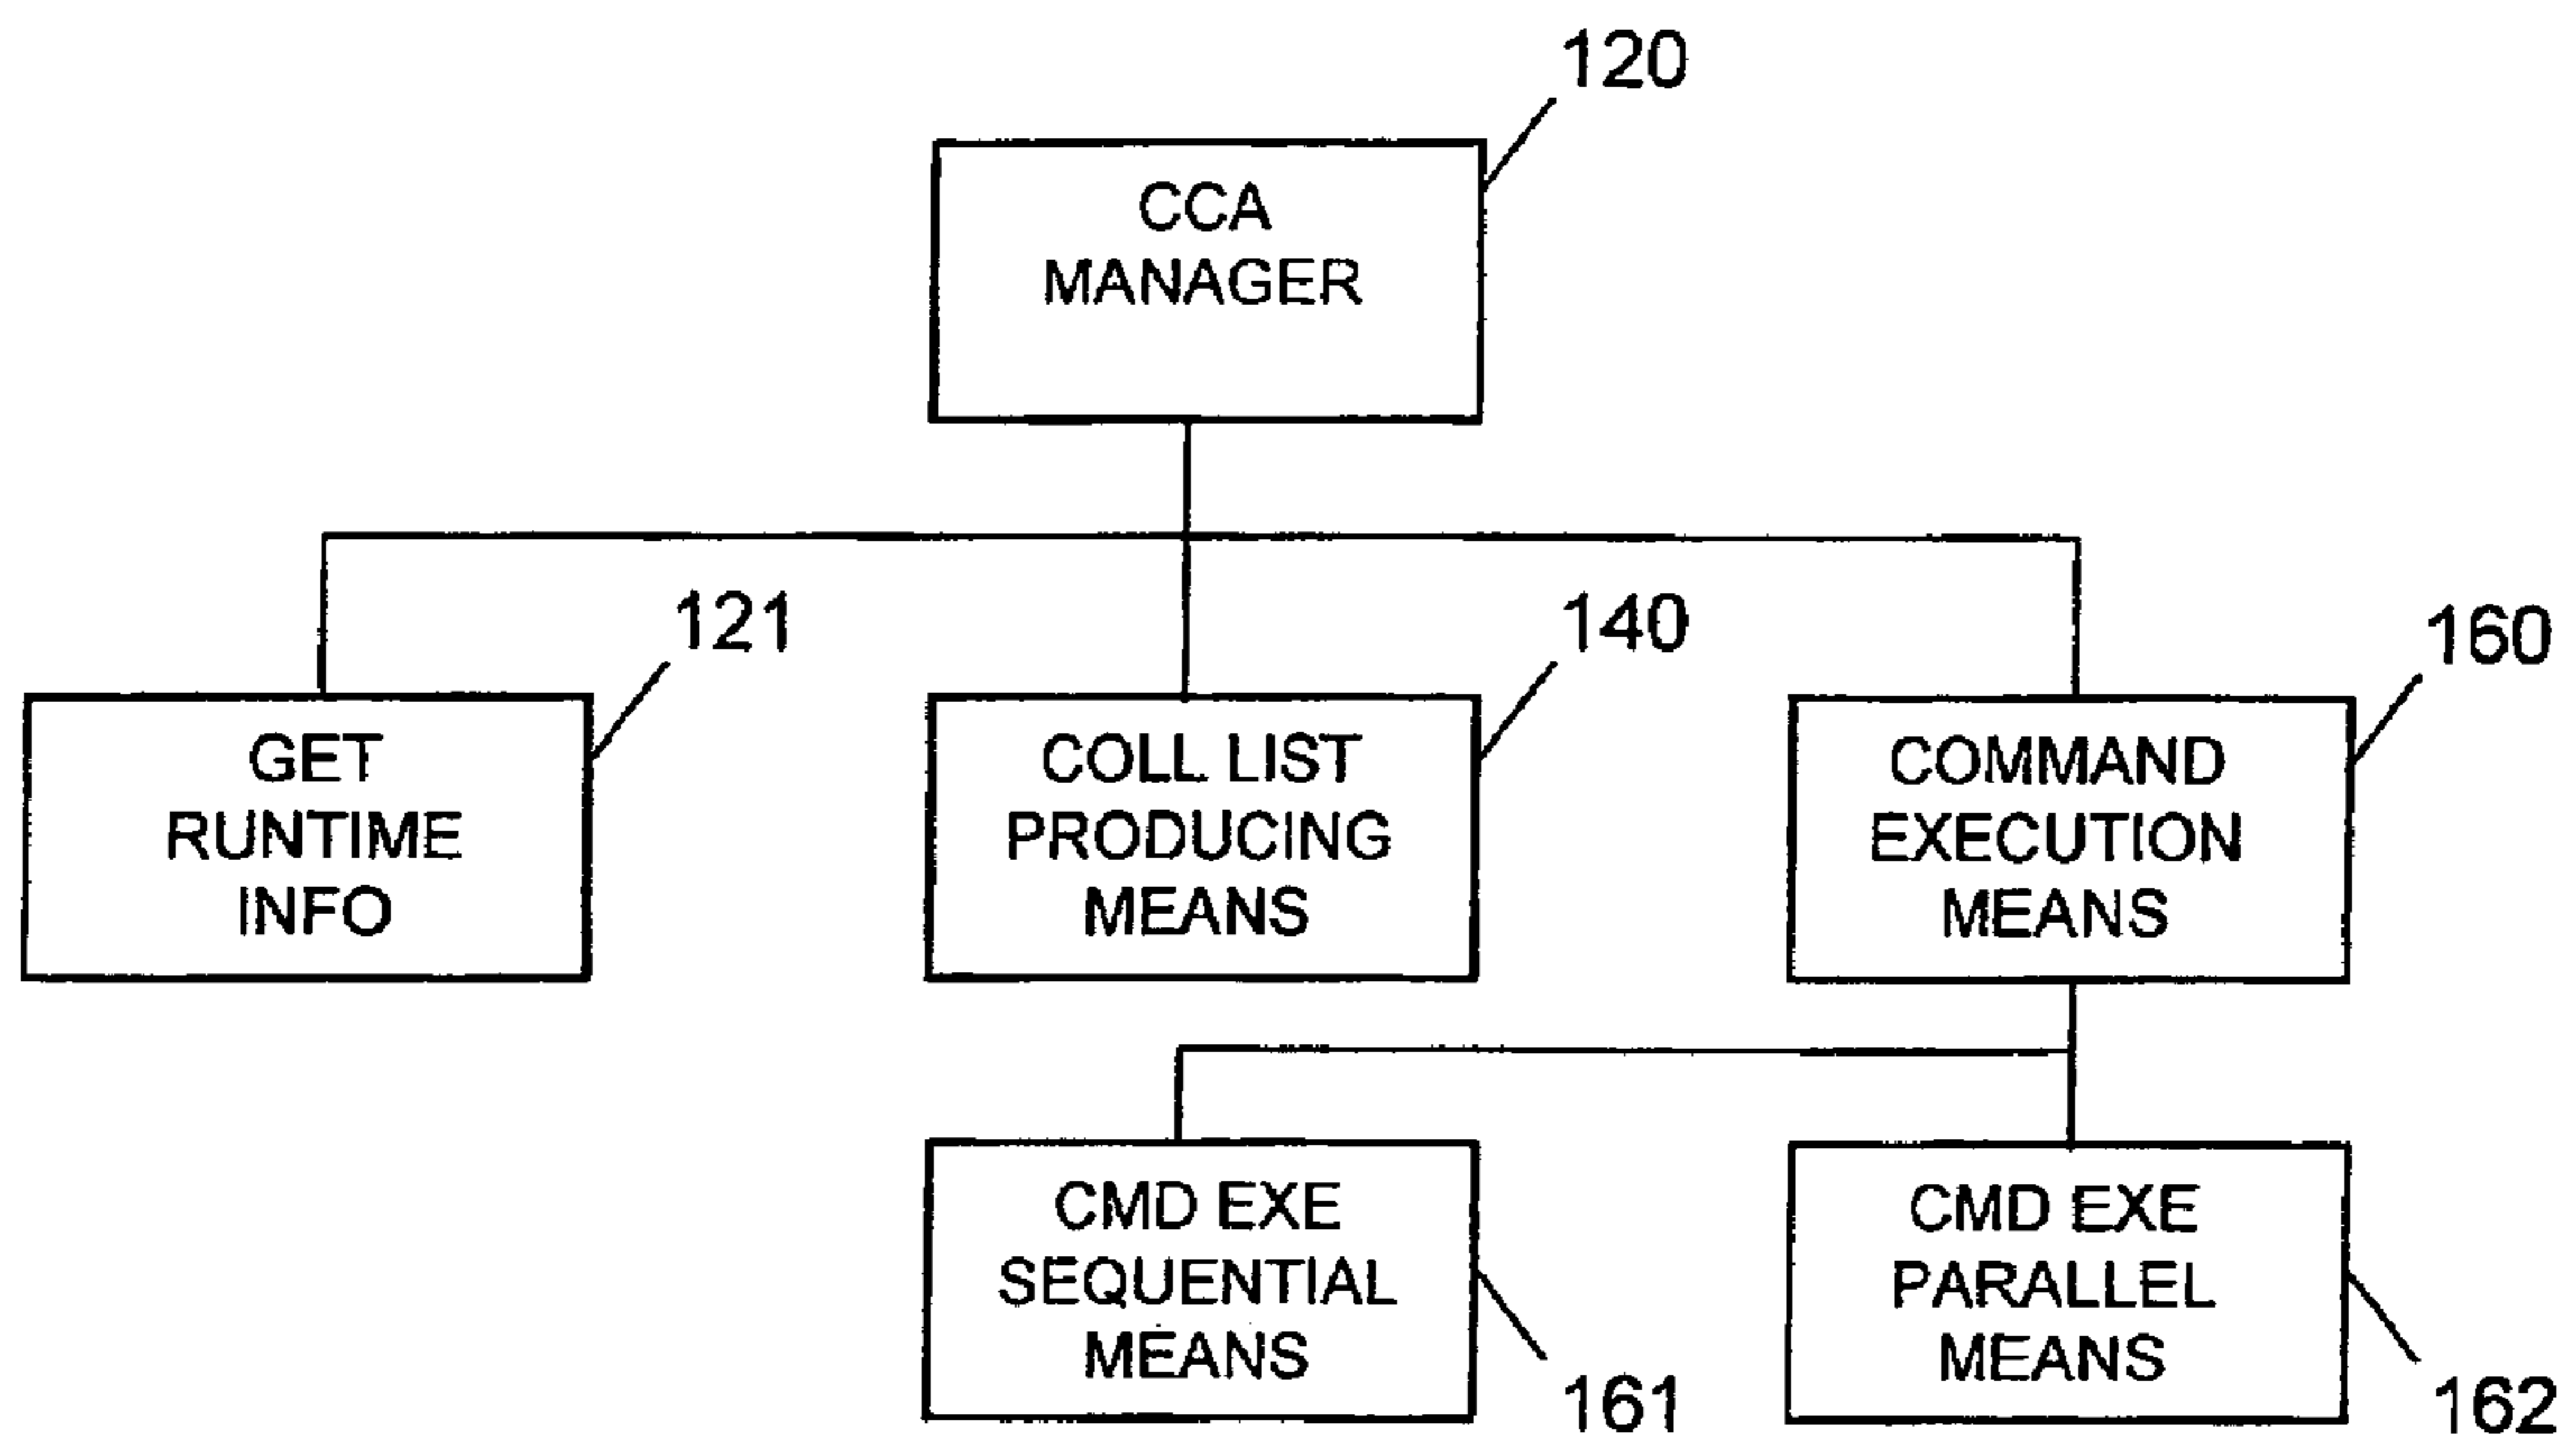 120
CCA
MANAGER
121
140
160
GET
RUNTIME
INFO
COLL LIST
PRODUCING
MEANS
COMMAND
EXECUTION
MEANS
CMD EXE
SEQUENTIAL
MEANS
161
CMD EXE
PARALLEL
MEANS
162